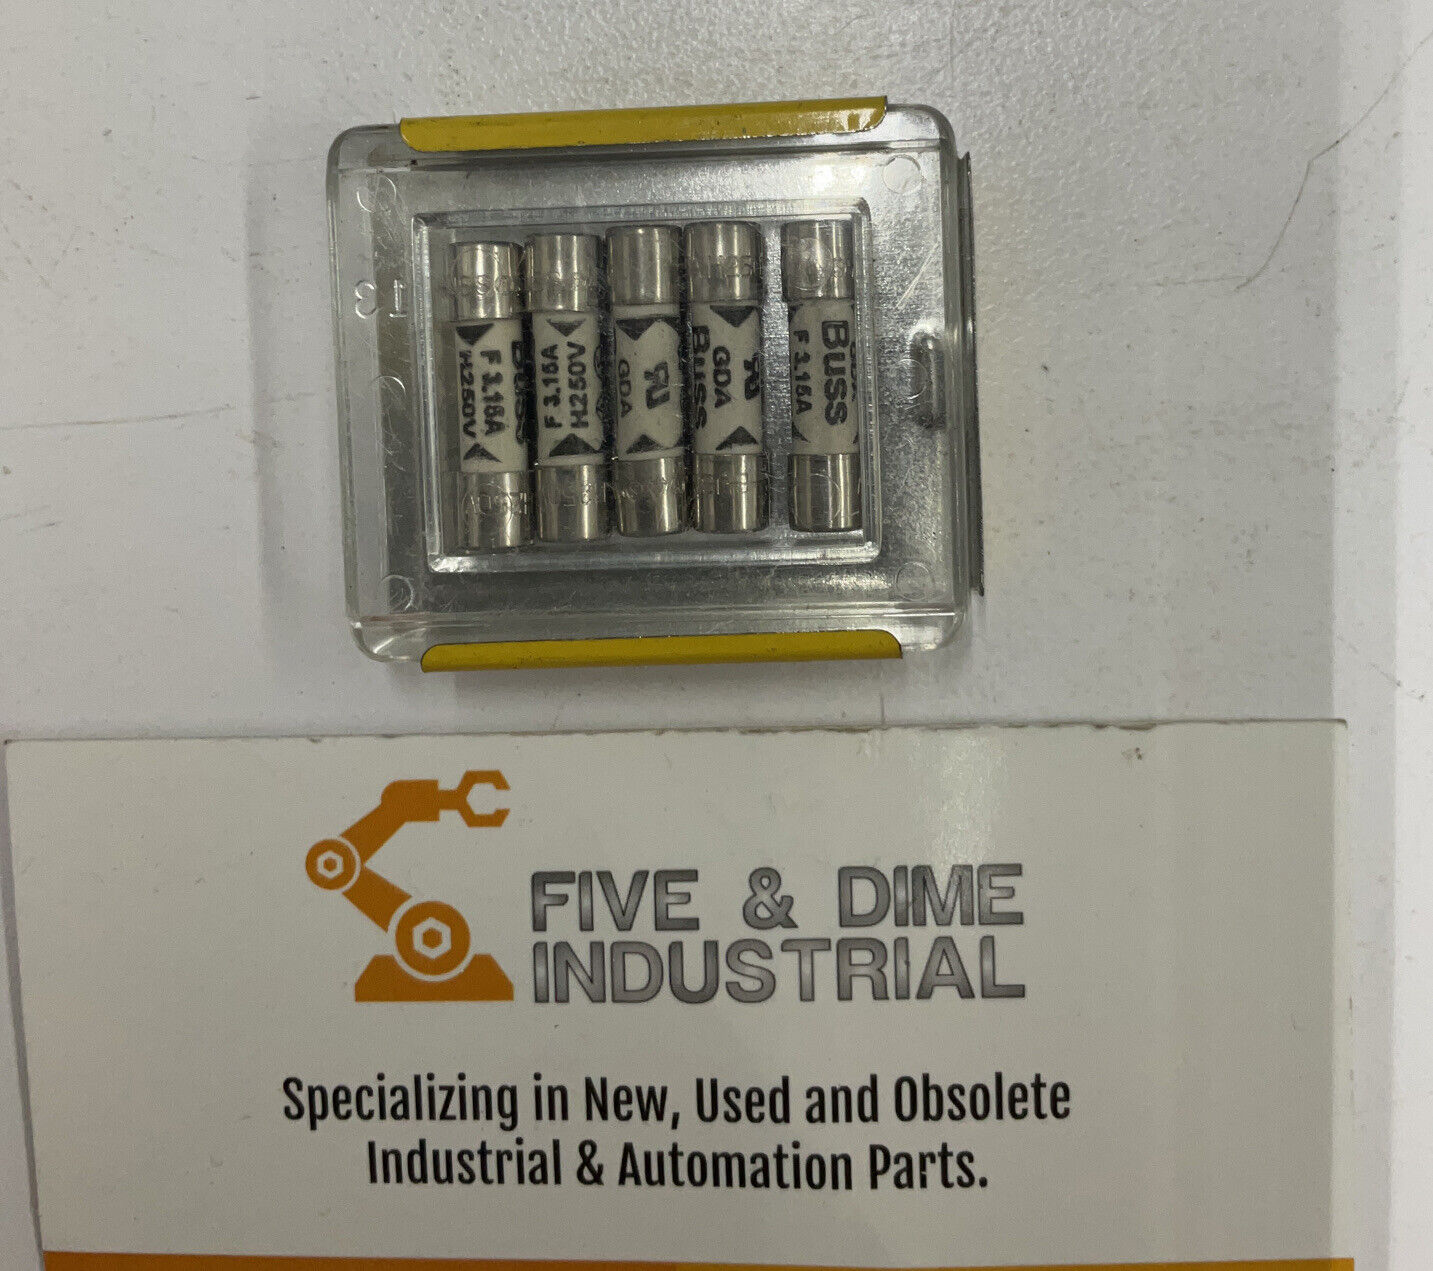 13
F 3.15A
H250V
Buss
F 3.15A
H250V
GDA
Buss
GDA
Buss
F 3.15A
FIVE & DIME
INDUSTRIAL
Specializing in New, Used and Obsolete
Industrial & Automation Parts.